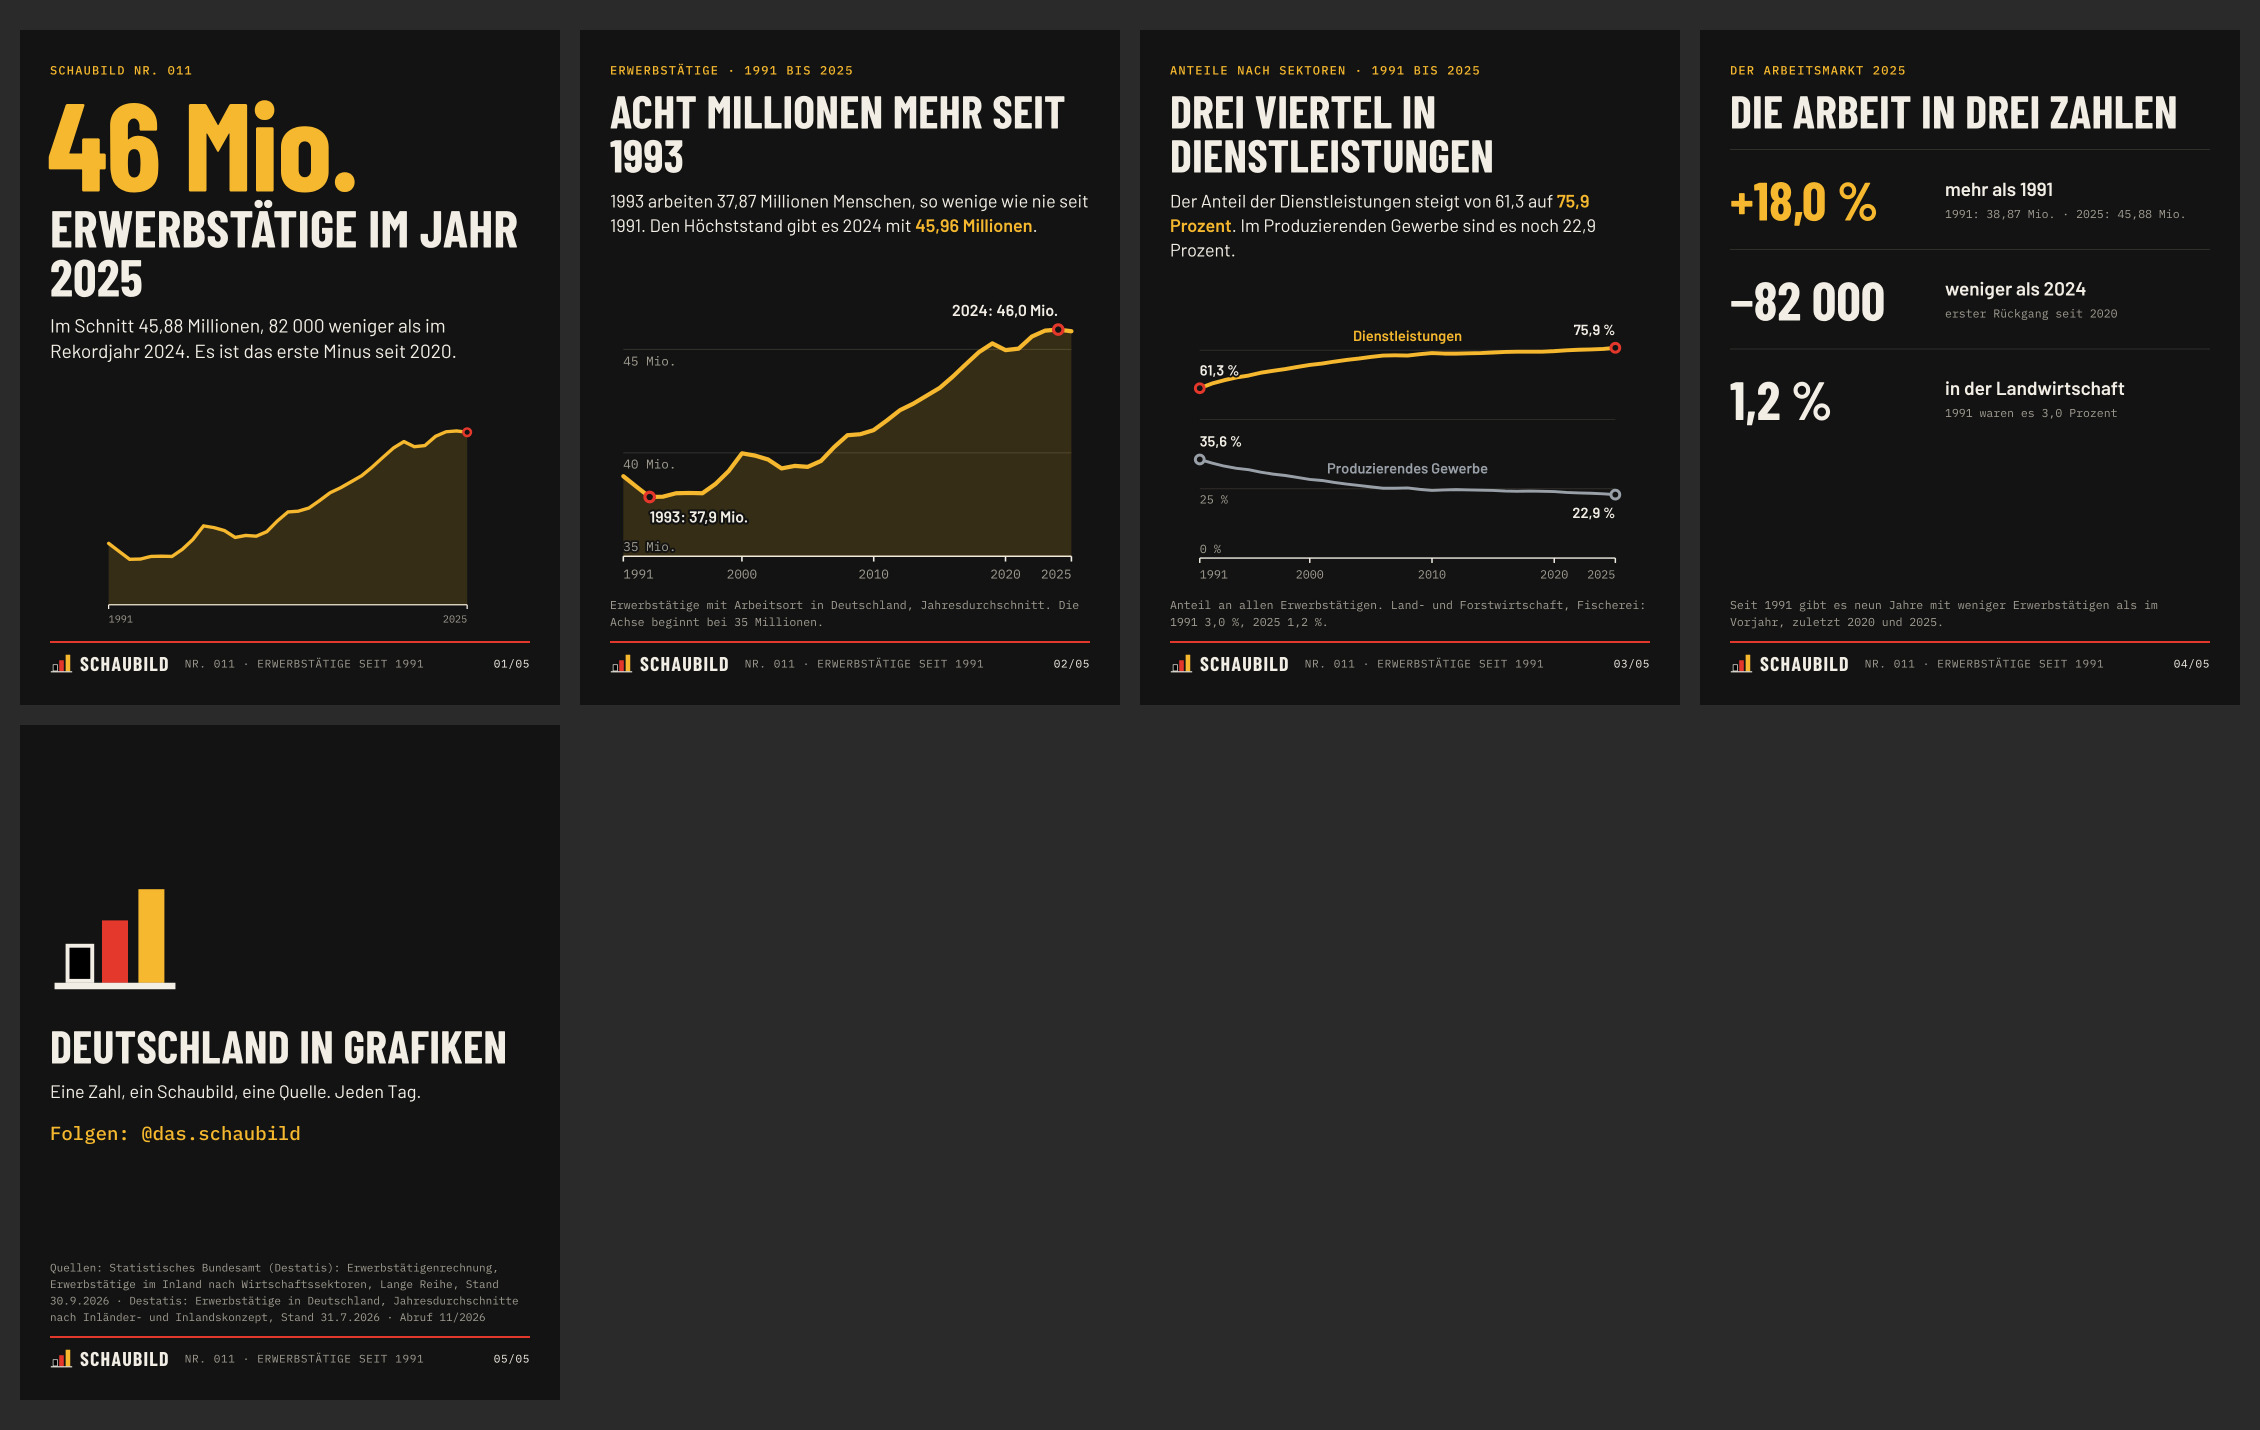 SCHAUBILD NR. 011
46 Mio.
ERWERBSTÄTIGE IM JAHR
2025
Im Schnitt 45,88 Millionen, 82 000 weniger als im
Rekordjahr 2024. Es ist das erste Minus seit 2020.
1991
2025
SCHAUBILD NR. 011 · ERWERBSTÄTIGE SEIT 1991 01/05
ERWERBSTÄTIGE · 1991 BIS 2025
ACHT MILLIONEN MEHR SEIT
1993
1993 arbeiten 37,87 Millionen Menschen, so wenige wie nie seit
1991. Den Höchststand gibt es 2024 mit 45,96 Millionen.
2024: 46,0 Mio.
45 Mio.
40 Mio.
1993: 37,9 Mio.
35 Mio.
1991 2000 2010 2020 2025
Erwerbstätige mit Arbeitsort in Deutschland, Jahresdurchschnitt. Die
Achse beginnt bei 35 Millionen.
SCHAUBILD NR. 011 · ERWERBSTÄTIGE SEIT 1991 02/05
ANTEILE NACH SEKTOREN · 1991 BIS 2025
DREI VIERTEL IN
DIENSTLEISTUNGEN
Der Anteil der Dienstleistungen steigt von 61,3 auf 75,9
Prozent. Im Produzierenden Gewerbe sind es noch 22,9
Prozent.
Dienstleistungen
75,9 %
61,3 %
35,6 %
Produzierendes Gewerbe
25 %
22,9 %
0 %
1991 2000 2010 2020 2025
Anteil an allen Erwerbstätigen. Land- und Forstwirtschaft, Fischerei:
1991 3,0 %, 2025 1,2 %.
SCHAUBILD NR. 011 · ERWERBSTÄTIGE SEIT 1991 03/05
DER ARBEITSMARKT 2025
DIE ARBEIT IN DREI ZAHLEN
+18,0 %
mehr als 1991
1991: 38,87 Mio. · 2025: 45,88 Mio.
−82 000
weniger als 2024
erster Rückgang seit 2020
1,2 %
in der Landwirtschaft
1991 waren es 3,0 Prozent
Seit 1991 gibt es neun Jahre mit weniger Erwerbstätigen als im
Vorjahr, zuletzt 2020 und 2025.
SCHAUBILD NR. 011 · ERWERBSTÄTIGE SEIT 1991 04/05
DEUTSCHLAND IN GRAFIKEN
Eine Zahl, ein Schaubild, eine Quelle. Jeden Tag.
Folgen: @das.schaubild
Quellen: Statistisches Bundesamt (Destatis): Erwerbstätigenrechnung,
Erwerbstätige im Inland nach Wirtschaftssektoren, Lange Reihe, Stand
30.9.2026 · Destatis: Erwerbstätige in Deutschland, Jahresdurchschnitte
nach Inländer- und Inlandskonzept, Stand 31.7.2026 · Abruf 11/2026
SCHAUBILD NR. 011 · ERWERBSTÄTIGE SEIT 1991 05/05